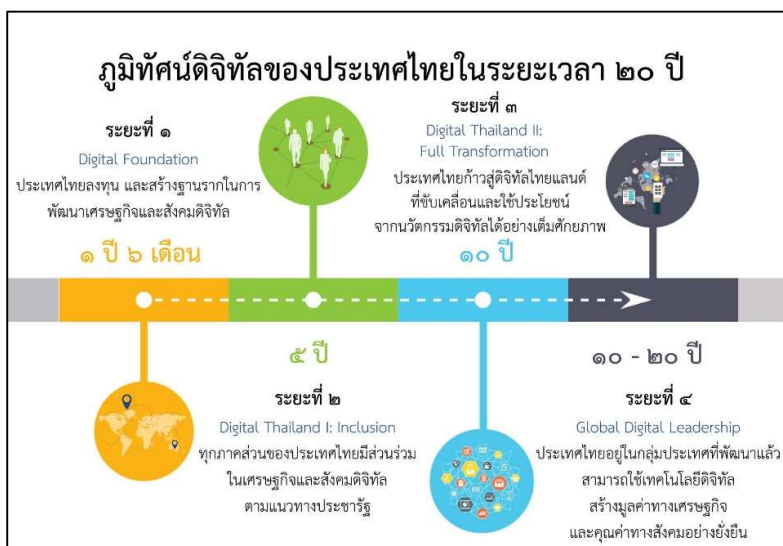 ภูมิทัศน์ดิจิทัลของประเทศไทยในระยะเวลา ๒๐ ปี
ระยะที่ ๑
Digital Foundation
ประเทศไทยลงทุน และสร้างฐานรากในการ
พัฒนาเศรษฐกิจและสังคมดิจิทัล
๑ ปี ๖ เดือน
๕ ปี
ระยะที่ ๒
Digital Thailand I: Inclusion
ทุกภาคส่วนของประเทศไทยมีส่วนร่วม
ในเศรษฐกิจและสังคมดิจิทัล
ตามแนวทางประชารัฐ
ระยะที่ ๓
Digital Thailand II:
Full Transformation
ประเทศไทยก้าวสู่ดิจิทัลไทยแลนด์
ที่ขับเคลื่อนและใช้ประโยชน์
จากนวัตกรรมดิจิทัลได้อย่างเต็มศักยภาพ
๑๐ ปี
๑๐ - ๒๐ ปี
ระยะที่ ๔
Global Digital Leadership
ประเทศไทยอยู่ในกลุ่มประเทศที่พัฒนาแล้ว
สามารถใช้เทคโนโลยีดิจิทัล
สร้างมูลค่าทางเศรษฐกิจ
และคุณค่าทางสังคมอย่างยั่งยืน